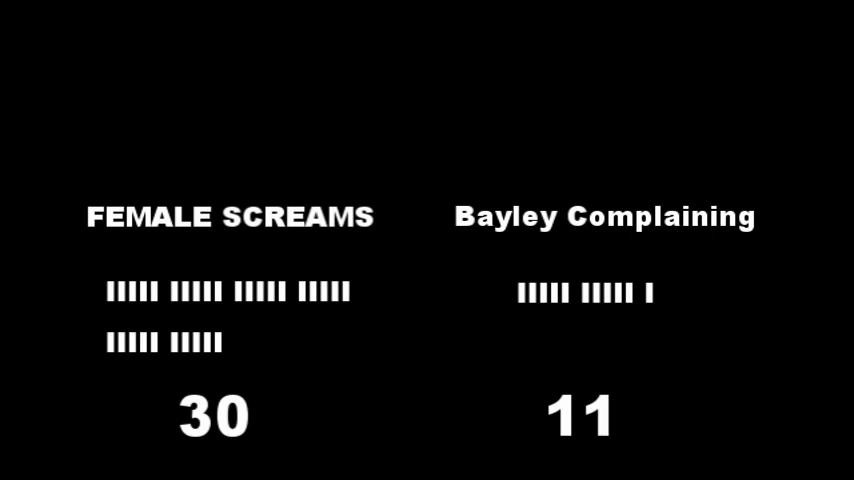 FEMALE SCREAMS
IIIII IIIII IIIII IIIII
IIIII IIIII
30
Bayley Complaining
IIIII IIIII I
11